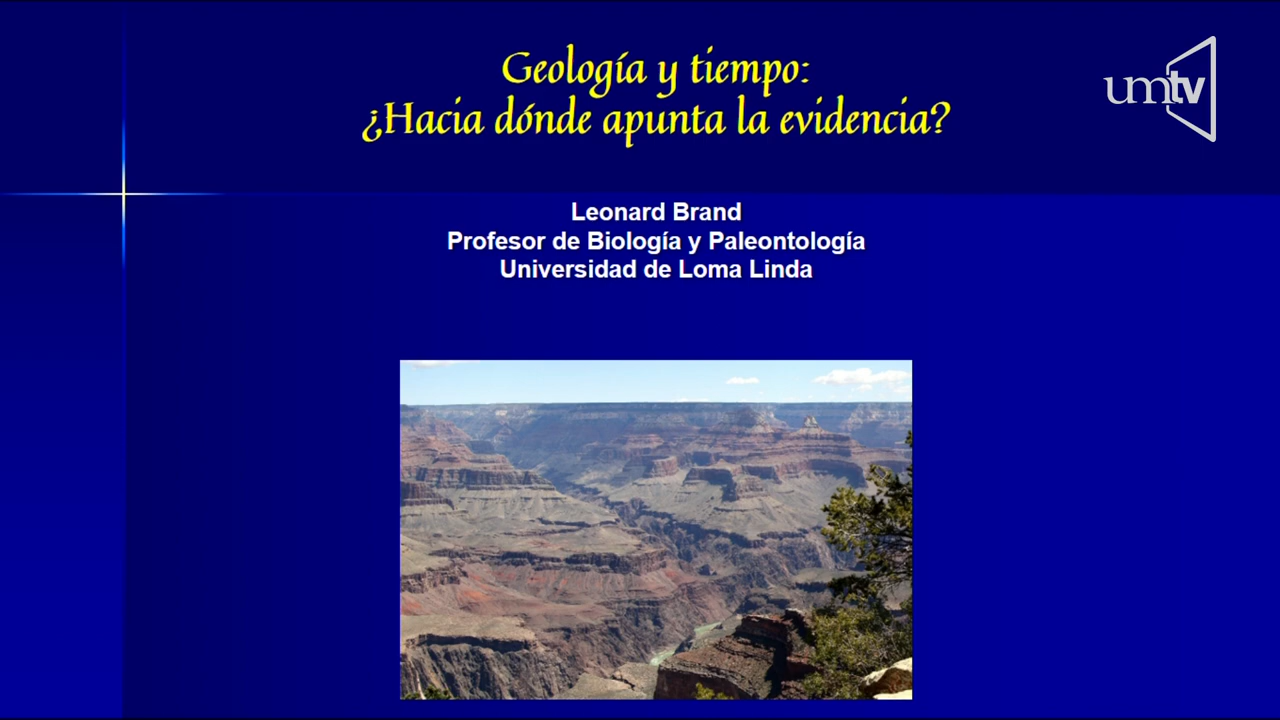 Geología y tiempo:
¿Hacia dónde apunta la evidencia?
umtv
Leonard Brand
Profesor de Biología y Paleontología
Universidad de Loma Linda